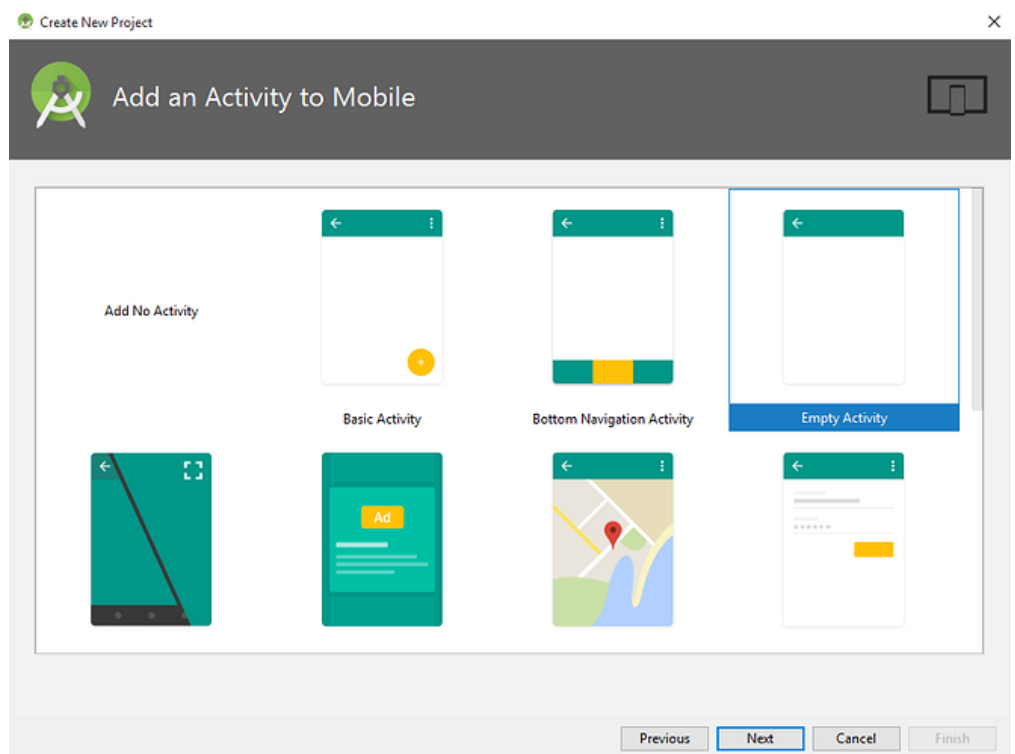 Create New Project
Add an Activity to Mobile
Add No Activity
Basic Activity
Bottom Navigation Activity
Empty Activity
Ad
Previous
Next
Cancel
Finish